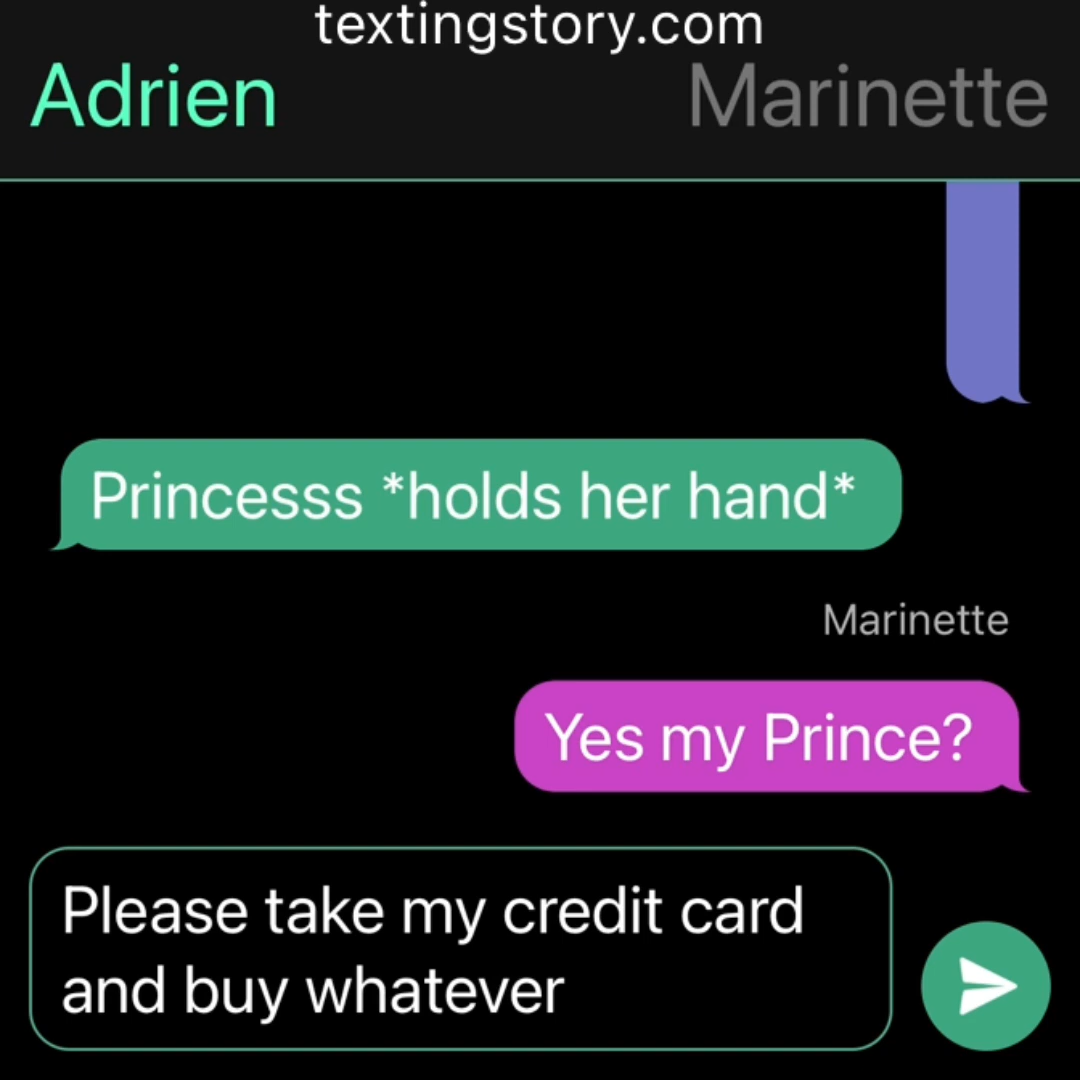 textingstory.com
Adrien Marinette
Princesss *holds her hand*
Marinette
Yes my Prince?
Please take my credit card
and buy whatever